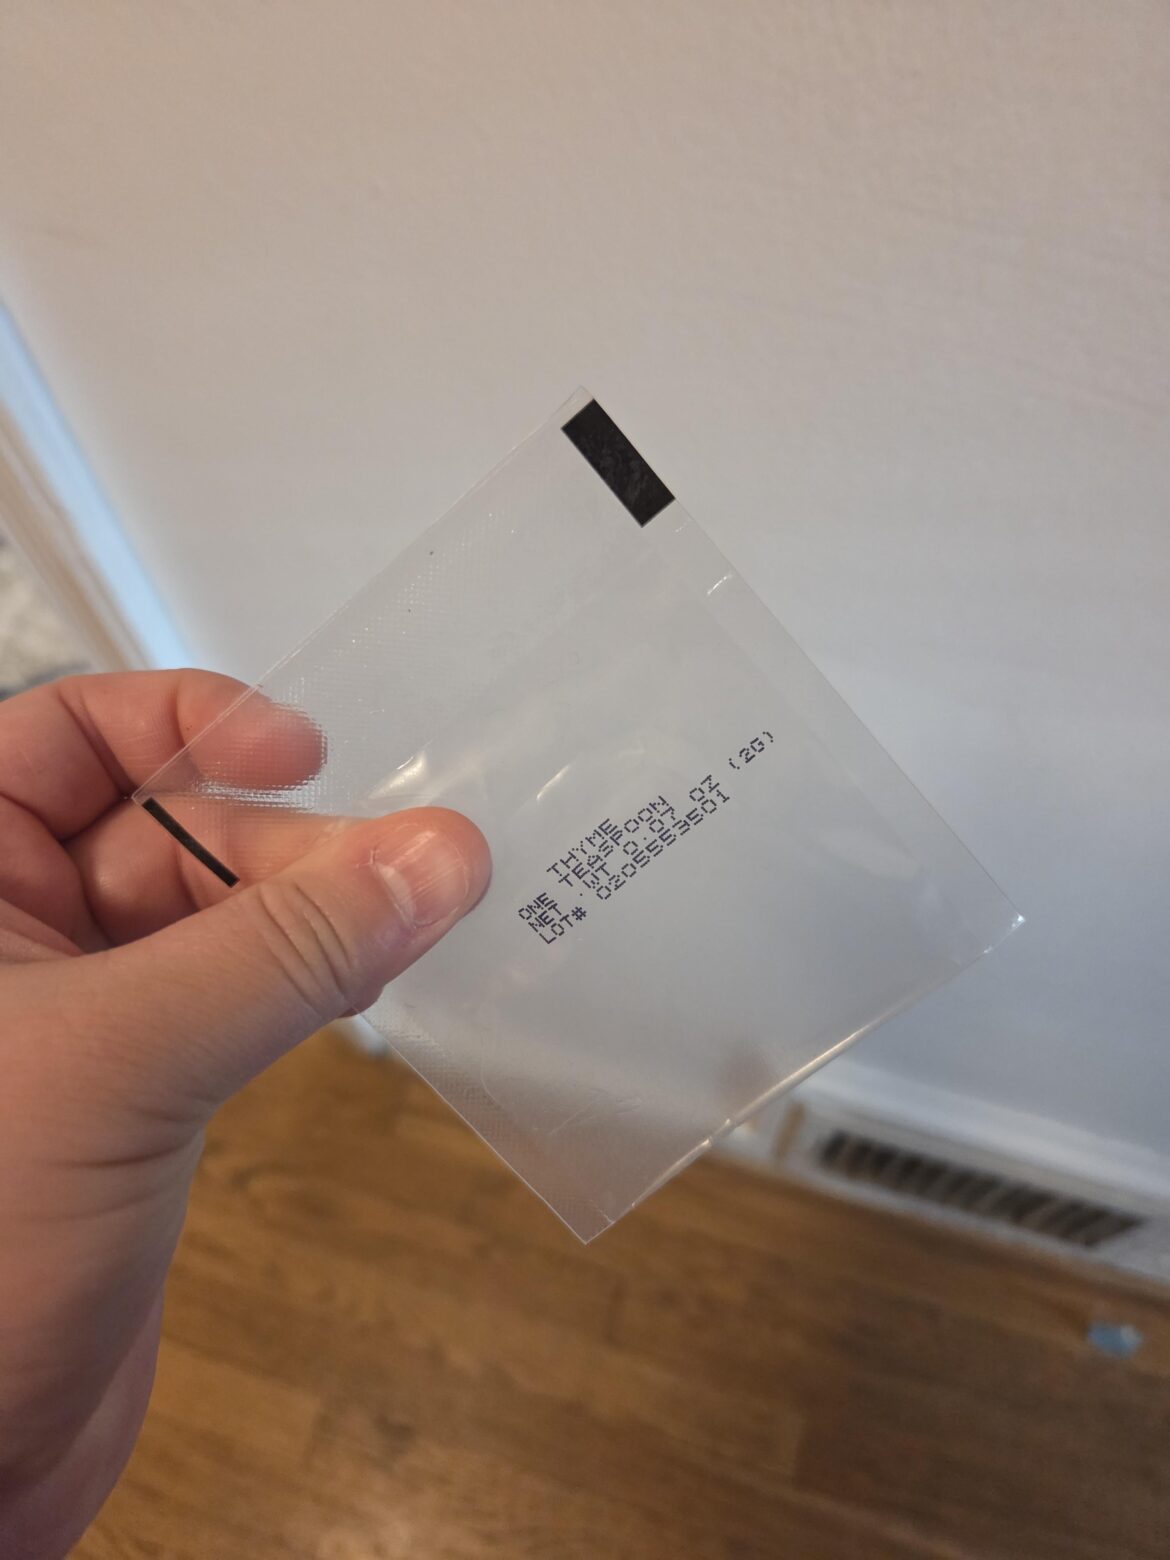 THYME
ONE TEASPOON
NET .WT 0.07 OZ (2G)
LOT# 0205553501